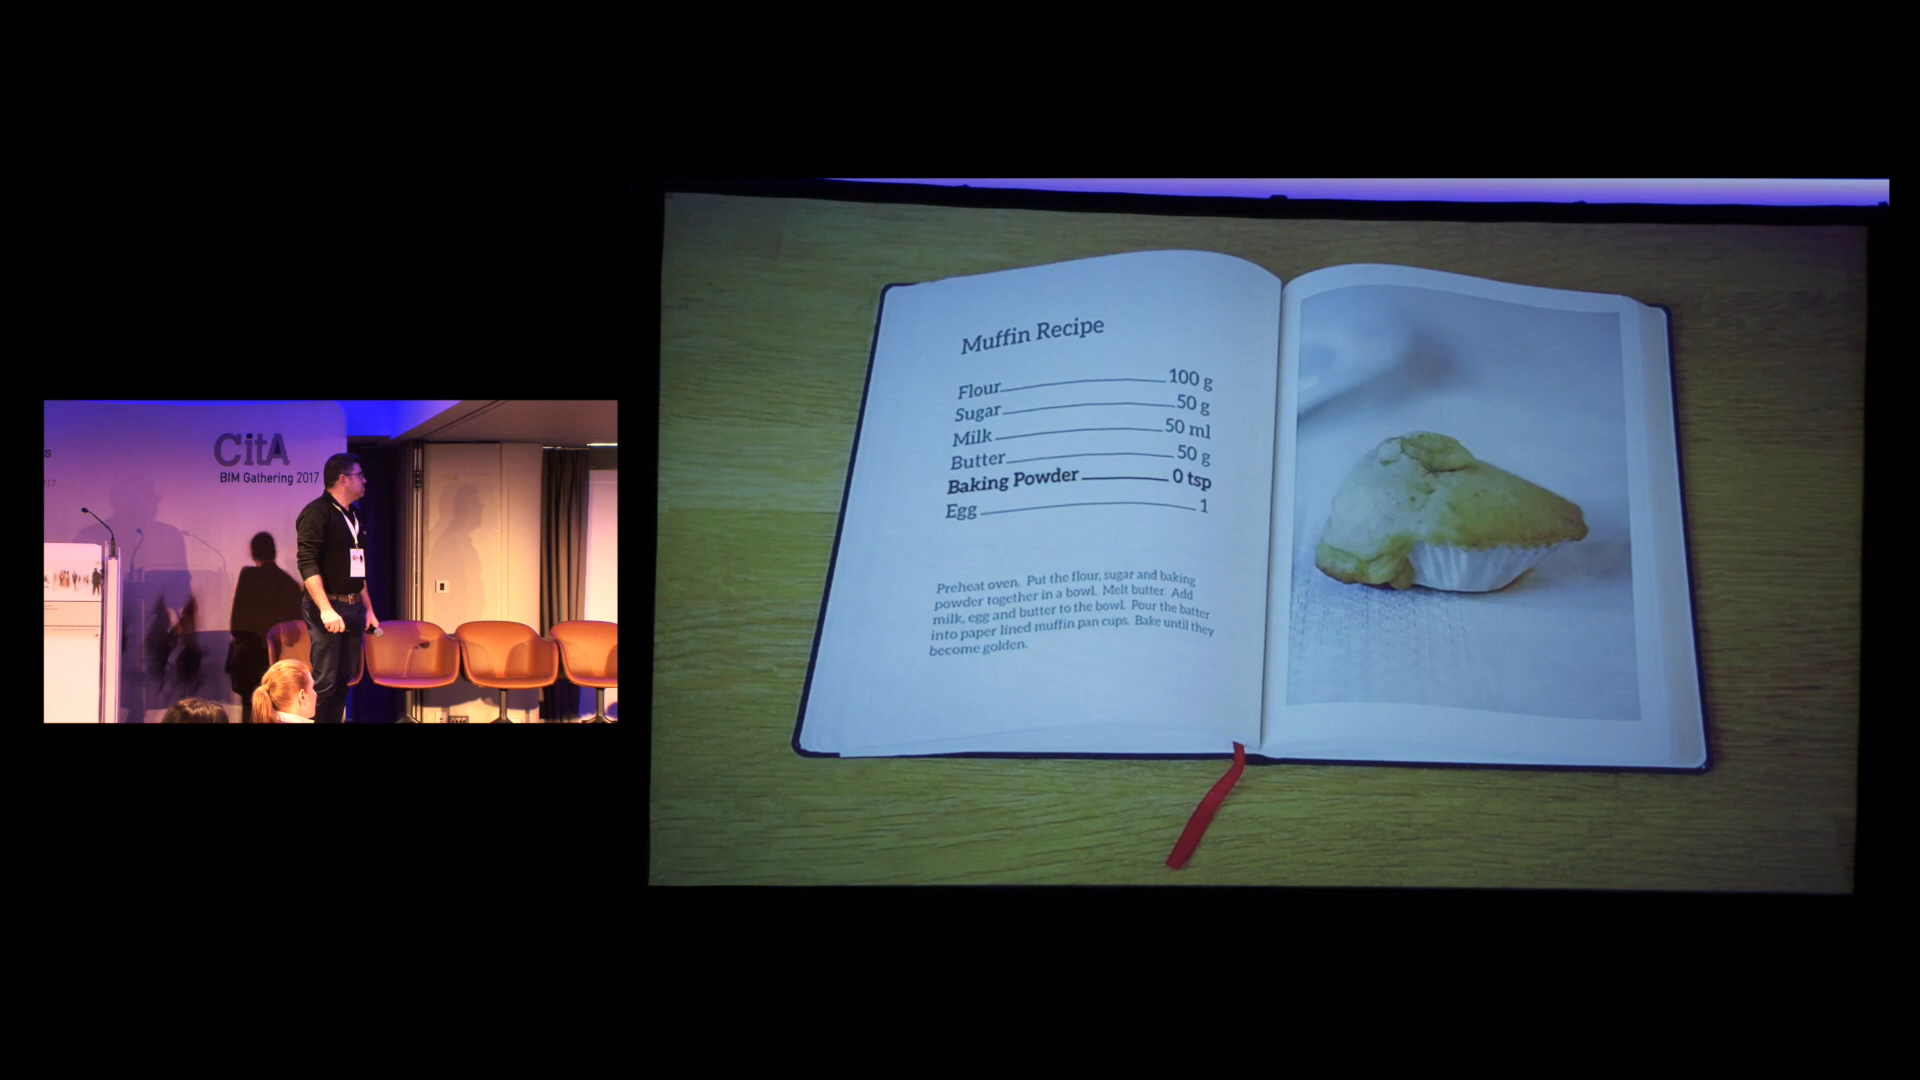 s
17
CitA
BIM Gathering 2017
Muffin Recipe
Flour 100 g
Sugar 50 g
Milk 50 ml
Butter 50 g
Baking Powder 0 tsp
Egg 1
Preheat oven. Put the flour, sugar and baking
powder together in a bowl. Melt butter. Add
milk, egg and butter to the bowl. Pour the batter
into paper lined muffin pan cups. Bake until they
become golden.